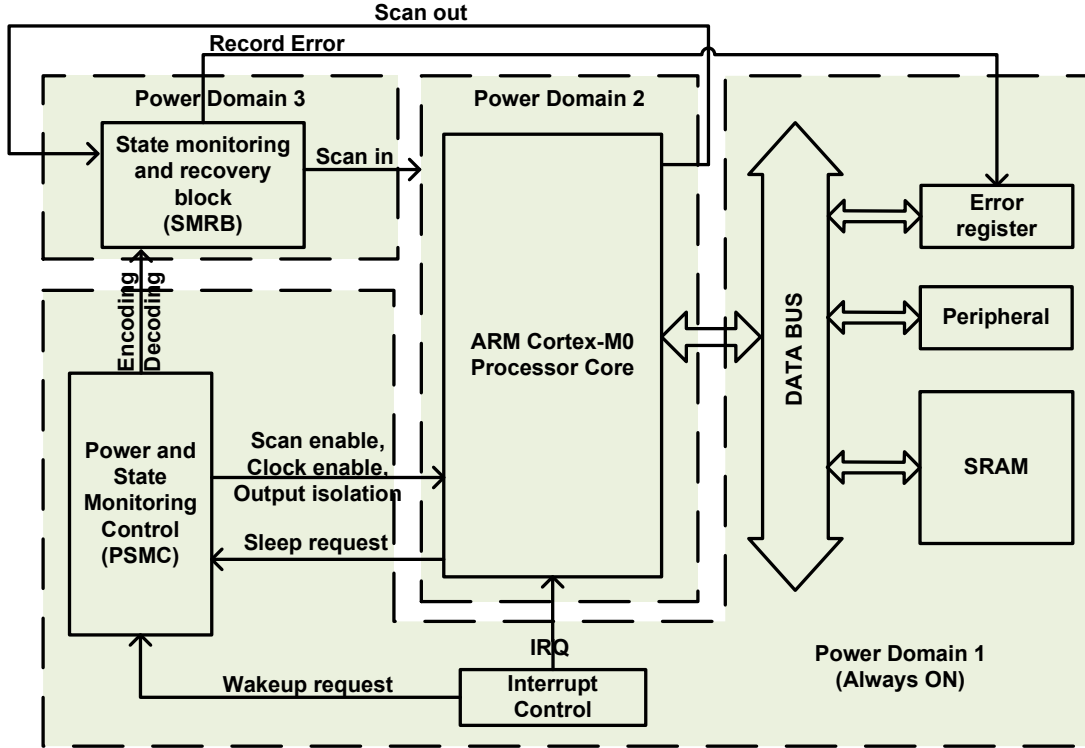 Scan out
Record Error
Power Domain 3
State monitoring
and recovery
block
(SMRB)
Scan in
Power Domain 2
ARM Cortex-M0
Processor Core
DATA BUS
Error
register
Peripheral
SRAM
Encoding
Decoding
Power and
State
Monitoring
Control
(PSMC)
Scan enable,
Clock enable,
Output isolation
Sleep request
IRQ
Wakeup request
Interrupt
Control
Power Domain 1
(Always ON)